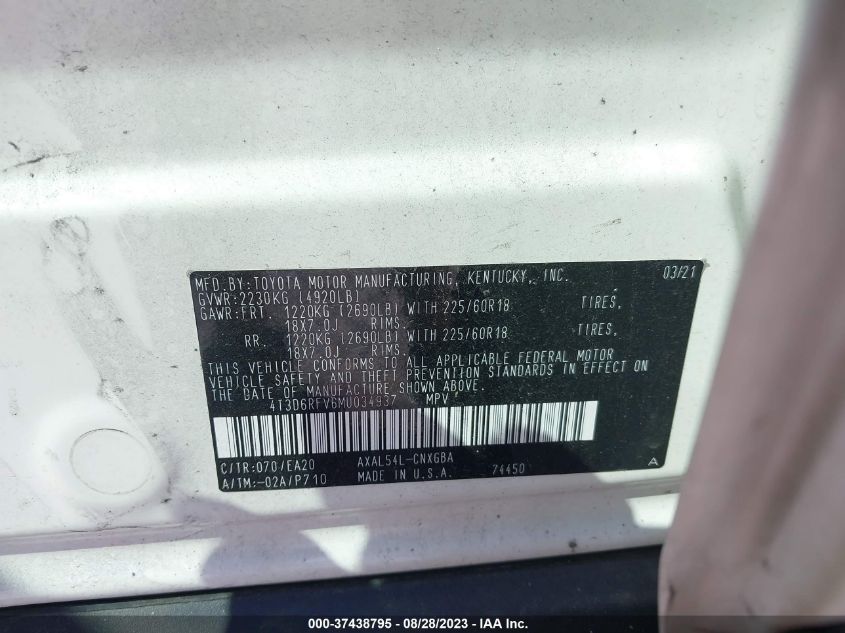 MFD.BY:TOYOTA MOTOR MANUFACTURING, KENTUCKY, INC. 03/21
GVWR:2230KG (4920LB)
GAWR:FRT. 1220KG (2690LB) WITH 225/60R18 TIRES,
18X7.0J RIMS.
RR. 1220KG (2690LB) WITH 225/60R18 TIRES,
18X7.0J RIMS.
THIS VEHICLE CONFORMS TO ALL APPLICABLE FEDERAL MOTOR
VEHICLE SAFETY AND THEFT PREVENTION STANDARDS IN EFFECT ON
THE DATE OF MANUFACTURE SHOWN ABOVE.
4T3D6RFV6MU034937 MPV
C/TR:070/EA20 AXAL54L-CNXGBA A
A/TM:-02A/P710 MADE IN U.S.A. 74450
000-37438795 - 08/28/2023 - IAA Inc.